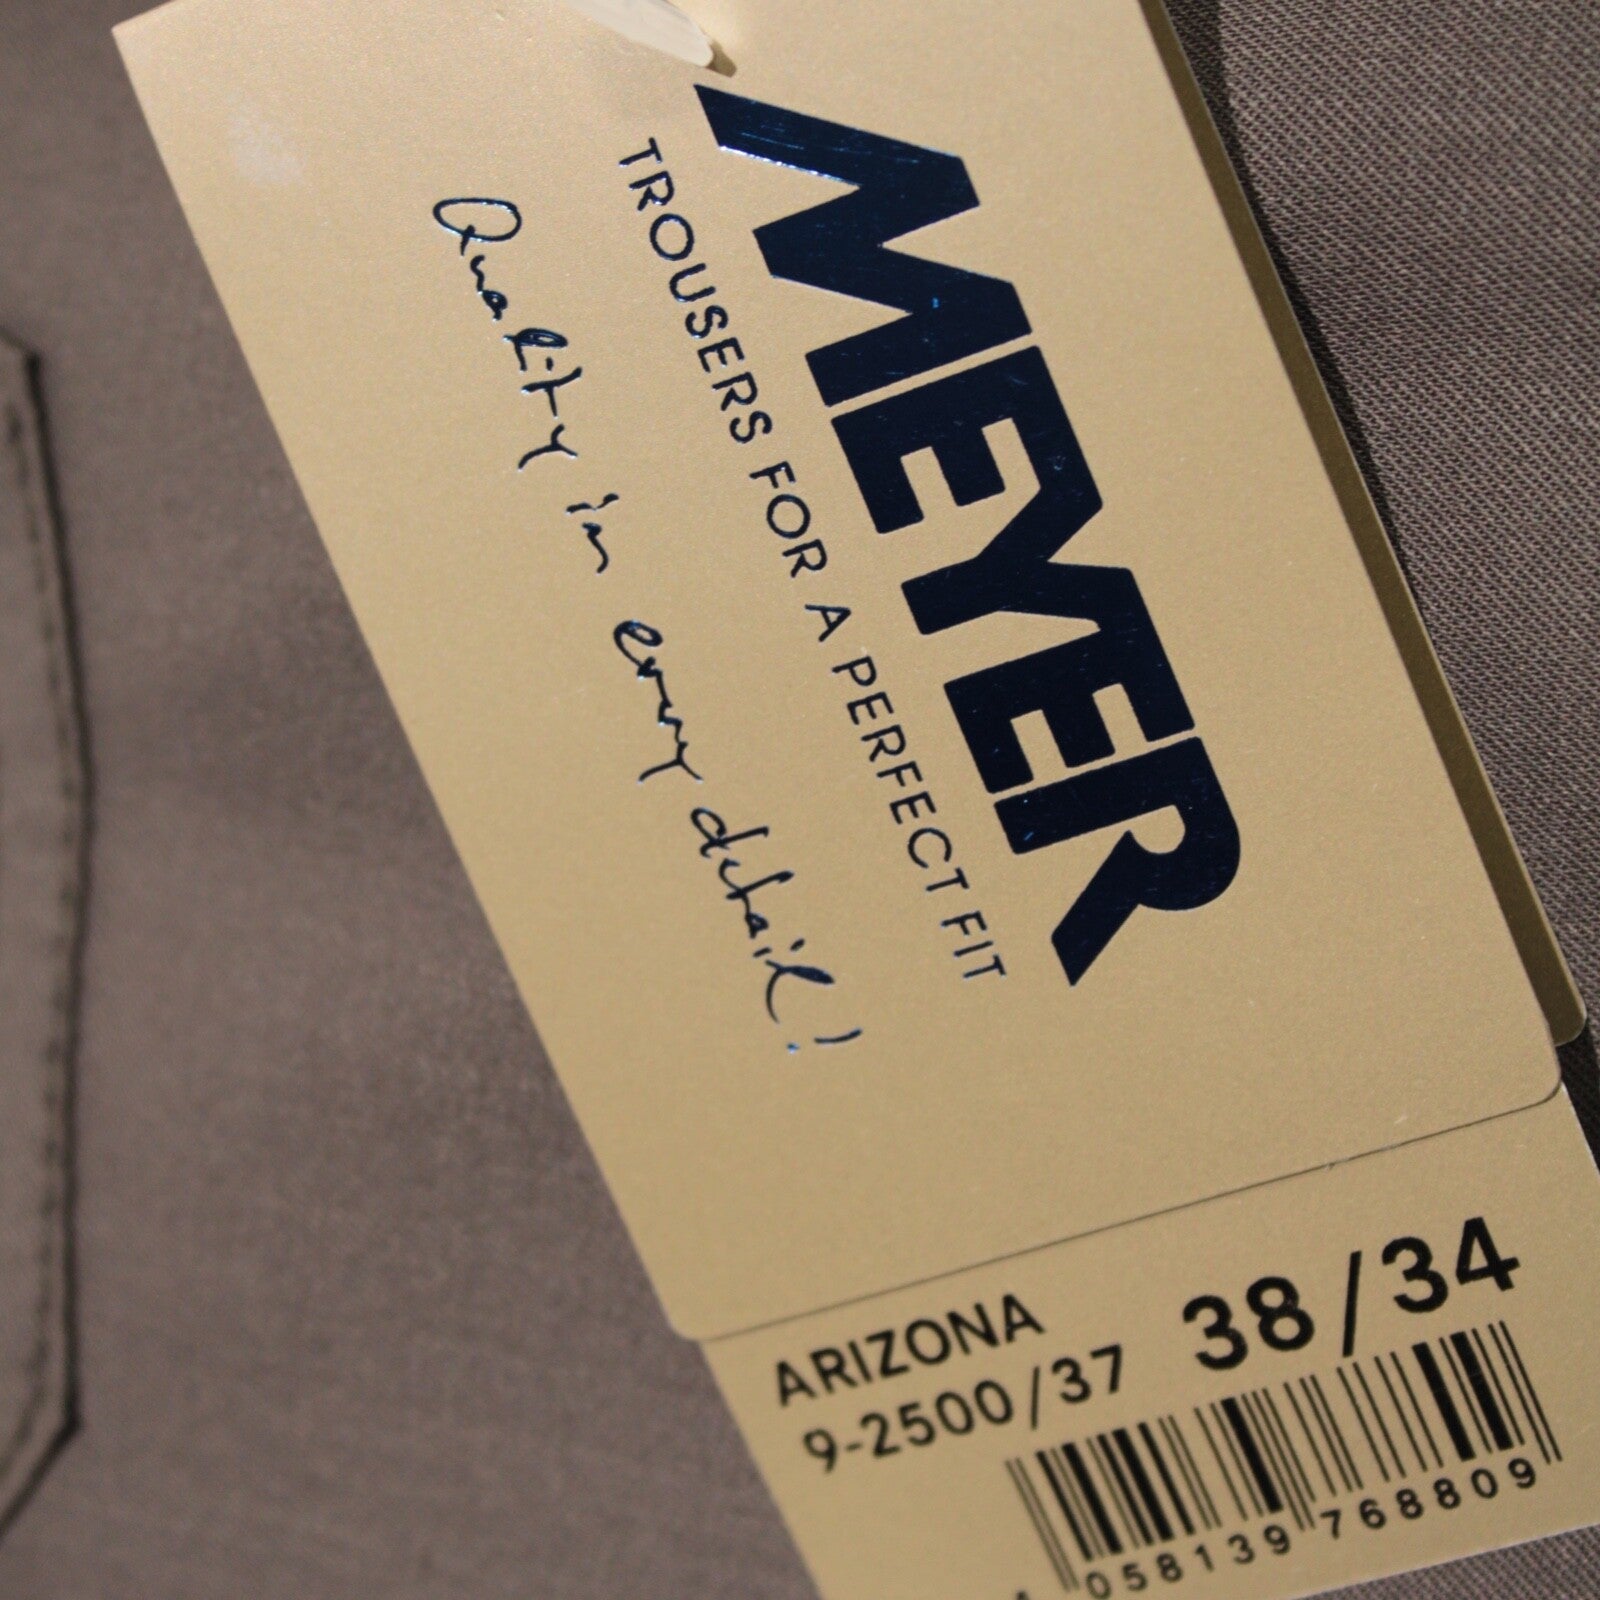 MEYER
TROUSERS FOR A PERFECT FIT
Quality in every detail!
ARIZONA
9-2500/37
38/34
058139 768809